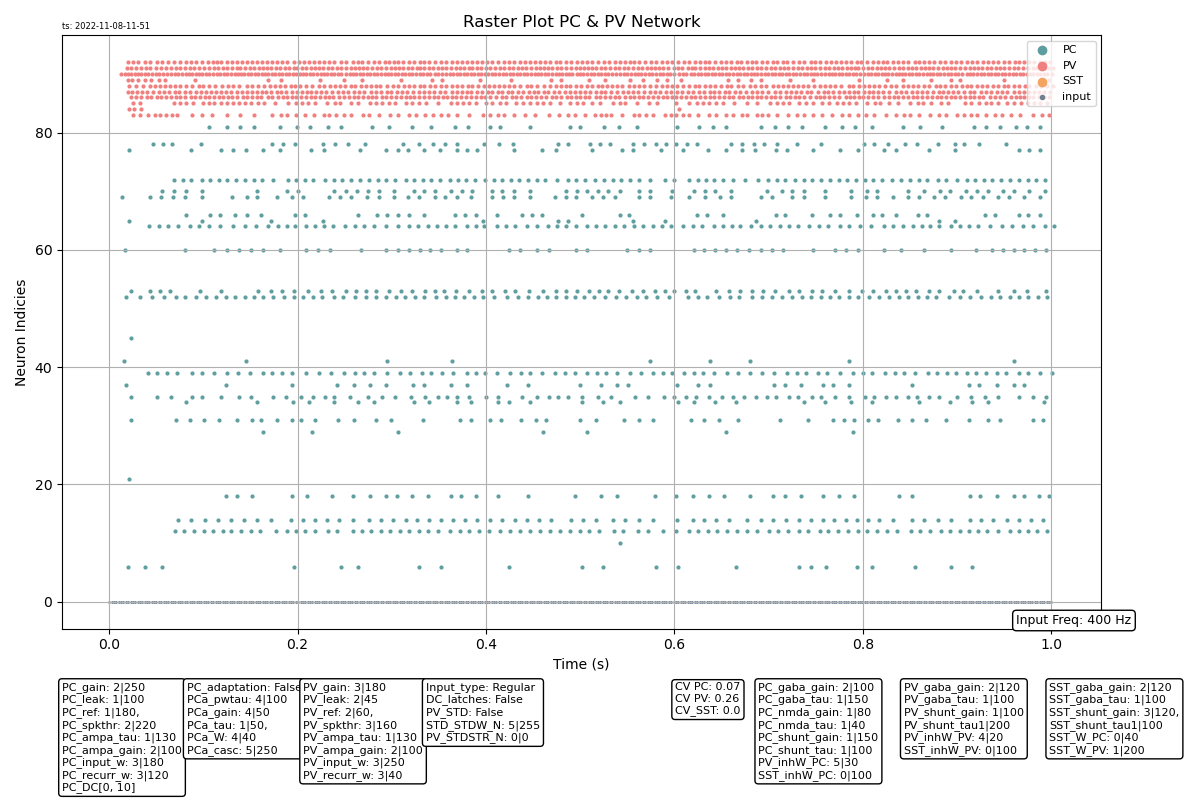 ts: 2022-11-08-11-51
Raster Plot PC & PV Network
PC
PV
SST
input
Neuron Indicies
80
60
40
20
0
0.0
0.2
0.4
0.6
0.8
1.0
Time (s)
Input Freq: 400 Hz
PC_gain: 2|250
PC_leak: 1|100
PC_ref: 1|180,
PC_spkthr: 2|220
PC_ampa_tau: 1|130
PC_ampa_gain: 2|100
PC_input_w: 3|180
PC_recurr_w: 3|120
PC_DC[0, 10]
PC_adaptation: False
PCa_pwtau: 4|100
PCa_gain: 4|50
PCa_tau: 1|50,
PCa_W: 4|40
PCa_casc: 5|250
PV_gain: 3|180
PV_leak: 2|45
PV_ref: 2|60,
PV_spkthr: 3|160
PV_ampa_tau: 1|130
PV_ampa_gain: 2|100
PV_input_w: 3|250
PV_recurr_w: 3|40
Input_type: Regular
DC_latches: False
PV_STD: False
STD_STDW_N: 5|255
PV_STDSTR_N: 0|0
CV PC: 0.07
CV PV: 0.26
CV_SST: 0.0
PC_gaba_gain: 2|100
PC_gaba_tau: 1|150
PC_nmda_gain: 1|80
PC_nmda_tau: 1|40
PC_shunt_gain: 1|150
PC_shunt_tau: 1|100
PV_inhW_PC: 5|30
SST_inhW_PC: 0|100
PV_gaba_gain: 2|120
PV_gaba_tau: 1|100
PV_shunt_gain: 1|100
PV_shunt_tau1|200
PV_inhW_PV: 4|20
SST_inhW_PV: 0|100
SST_gaba_gain: 2|120
SST_gaba_tau: 1|100
SST_shunt_gain: 3|120,
SST_shunt_tau1|100
SST_W_PC: 0|40
SST_W_PV: 1|200